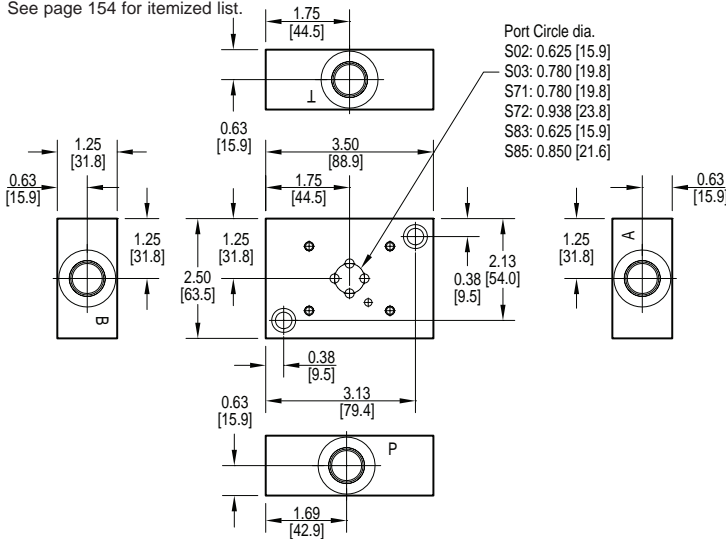 See page 154 for itemized list.
1.75
[44.5]
Port Circle dia.
S02: 0.625 [15.9]
S03: 0.780 [19.8]
S71: 0.780 [19.8]
S72: 0.938 [23.8]
S83: 0.625 [15.9]
S85: 0.850 [21.6]
T
0.63
[15.9]
3.50
[88.9]
1.75
[44.5]
1.25
[31.8]
0.63
[15.9]
1.25
[31.8]
B
1.25
[31.8]
2.50
[63.5]
0.38
[9.5]
2.13
[54.0]
0.63
[15.9]
1.25
[31.8]
A
0.38
[9.5]
3.13
[79.4]
0.63
[15.9]
P
1.69
[42.9]